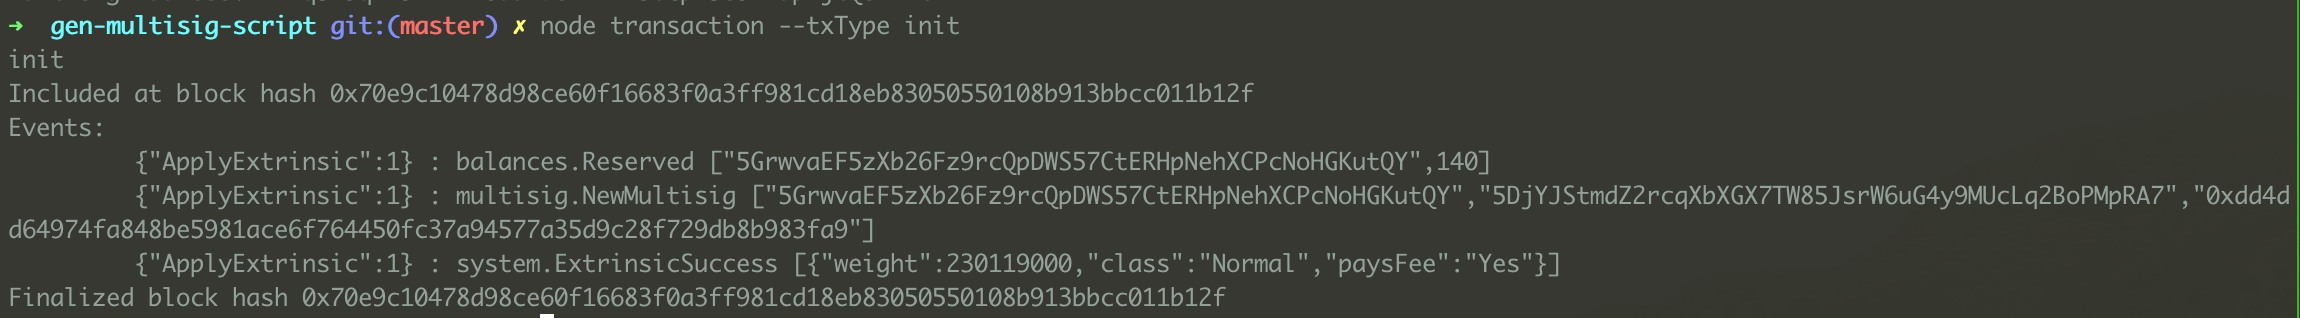 ➜  gen-multisig-script git:(master) ✗ node transaction --txType init
init
Included at block hash 0x70e9c10478d98ce60f16683f0a3ff981cd18eb83050550108b913bbcc011b12f
Events:
{"ApplyExtrinsic":1} : balances.Reserved ["5GrwvaEF5zXb26Fz9rcQpDWS57CtERHpNehXCPcNoHGKutQY",140]
{"ApplyExtrinsic":1} : multisig.NewMultisig ["5GrwvaEF5zXb26Fz9rcQpDWS57CtERHpNehXCPcNoHGKutQY","5DjYJStmdZ2rcqXbXGX7TW85JsrW6uG4y9MUcLq2BoPMpRA7","0xdd4d
d64974fa848be5981ace6f764450fc37a94577a35d9c28f729db8b983fa9"]
{"ApplyExtrinsic":1} : system.ExtrinsicSuccess [{"weight":230119000,"class":"Normal","paysFee":"Yes"}]
Finalized block hash 0x70e9c10478d98ce60f16683f0a3ff981cd18eb83050550108b913bbcc011b12f